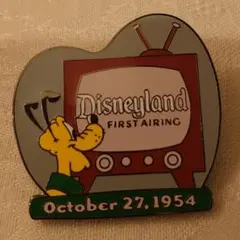 Disneyland
FIRST AIRING
October 27, 1954